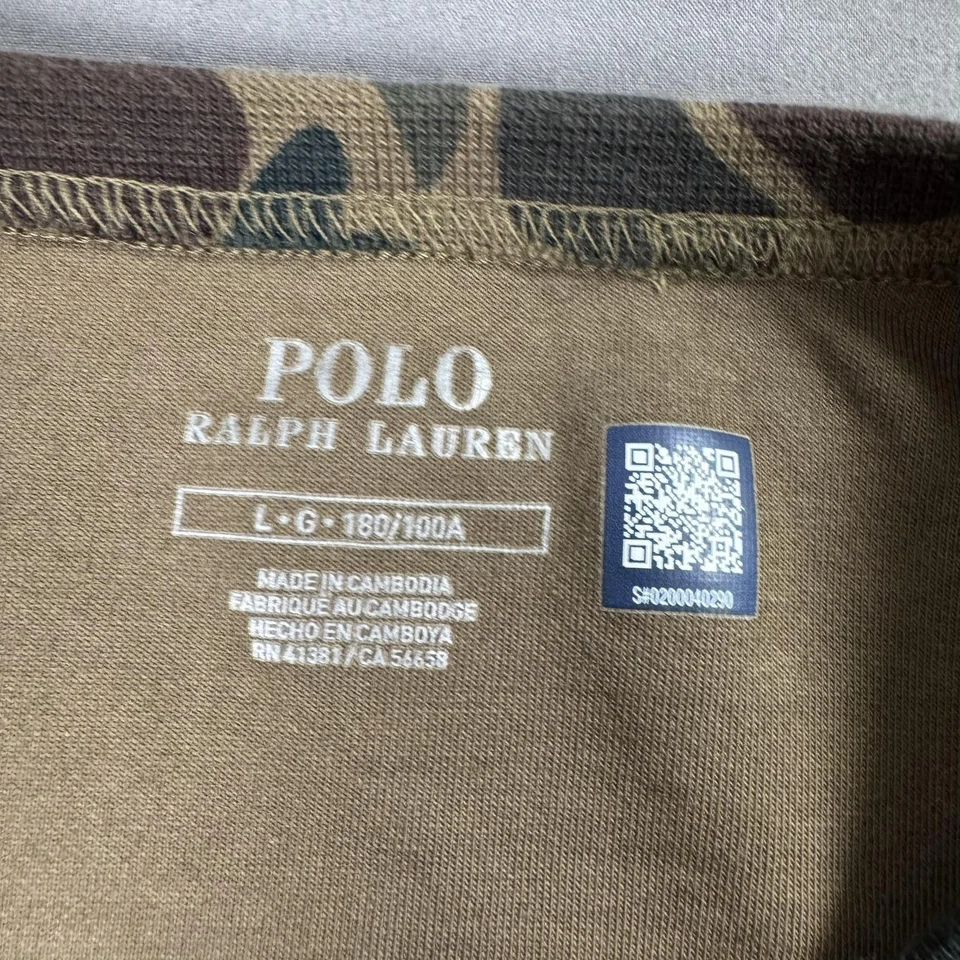 POLO
RALPH LAUREN
L • G • 180/100A
MADE IN CAMBODIA
FABRIQUÉ AU CAMBODGE
HECHO EN CAMBOYA
RN 41381 / CA 56658
S#0200040290